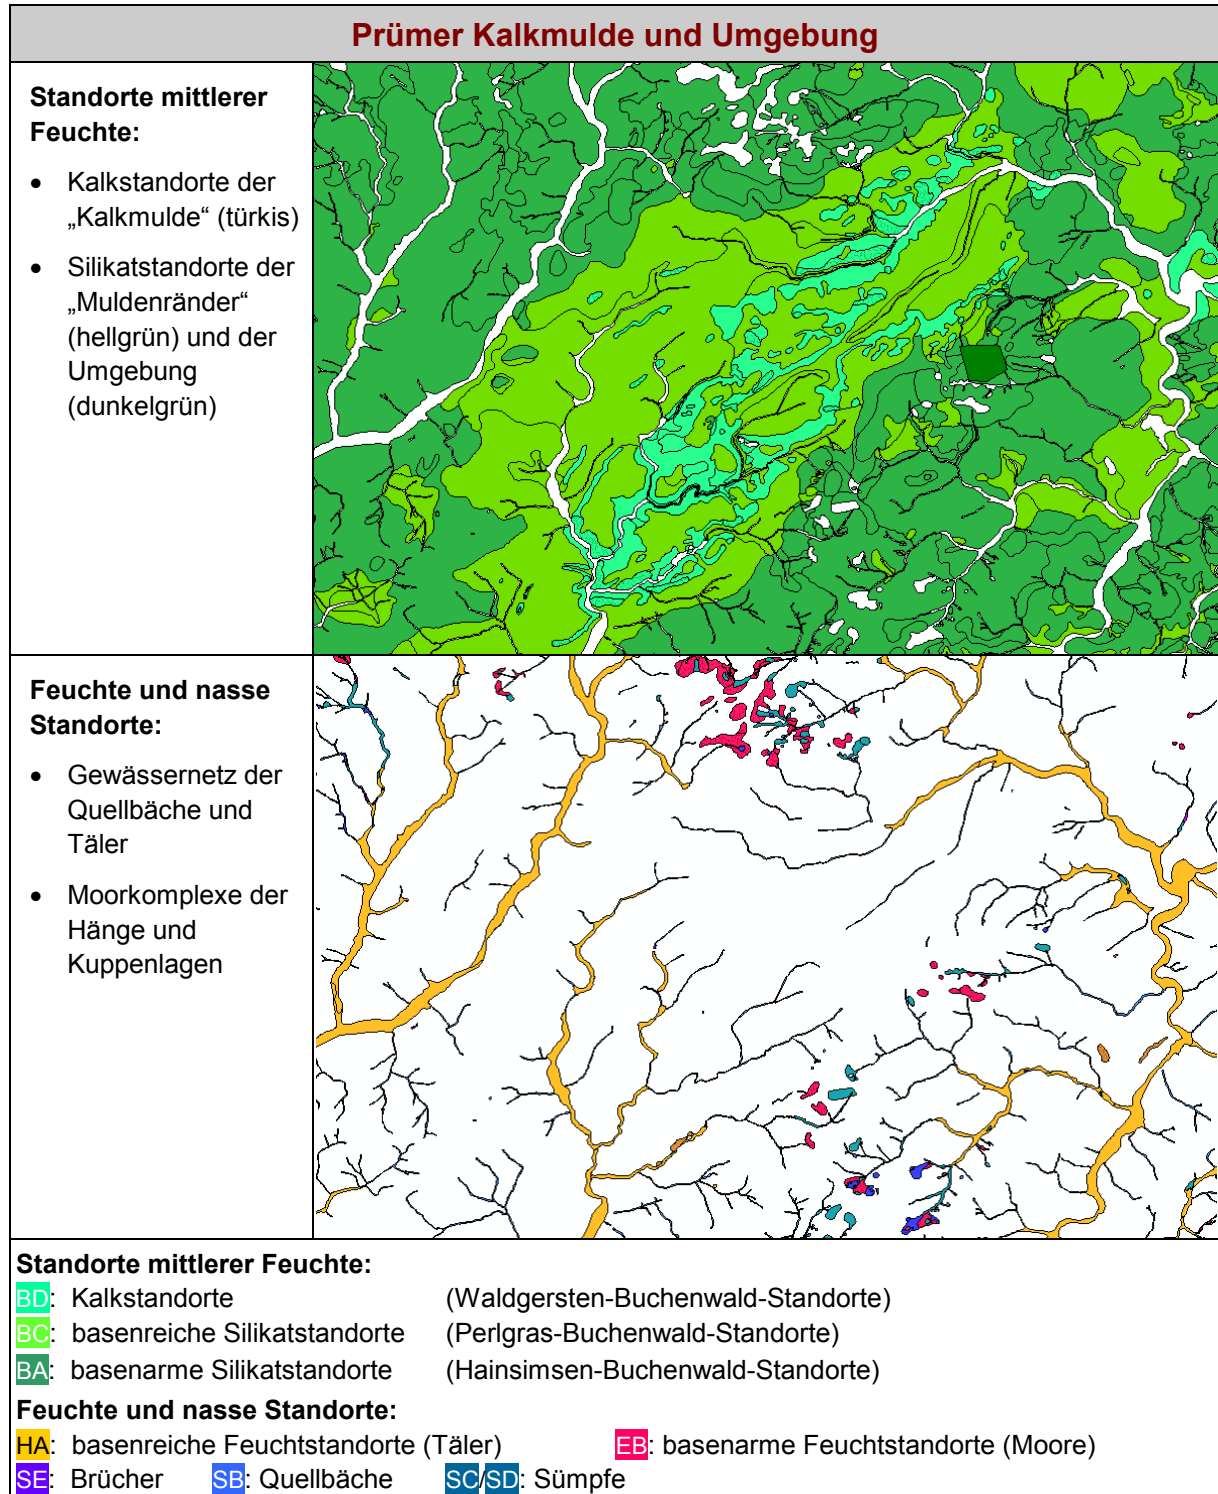 Prümer Kalkmulde und Umgebung
Standorte mittlerer
Feuchte:
• Kalkstandorte der
„Kalkmulde“ (türkis)
• Silikatstandorte der
„Muldenränder“
(hellgrün) und der
Umgebung
(dunkelgrün)
Feuchte und nasse
Standorte:
• Gewässernetz der
Quellbäche und
Täler
• Moorkomplexe der
Hänge und
Kuppenlagen
Standorte mittlerer Feuchte:
BD: Kalkstandorte (Waldgersten-Buchenwald-Standorte)
BC: basenreiche Silikatstandorte (Perlgras-Buchenwald-Standorte)
BA: basenarme Silikatstandorte (Hainsimsen-Buchenwald-Standorte)
Feuchte und nasse Standorte:
HA: basenreiche Feuchtstandorte (Täler) EB: basenarme Feuchtstandorte (Moore)
SE: Brücher SB: Quellbäche SC/SD: Sümpfe